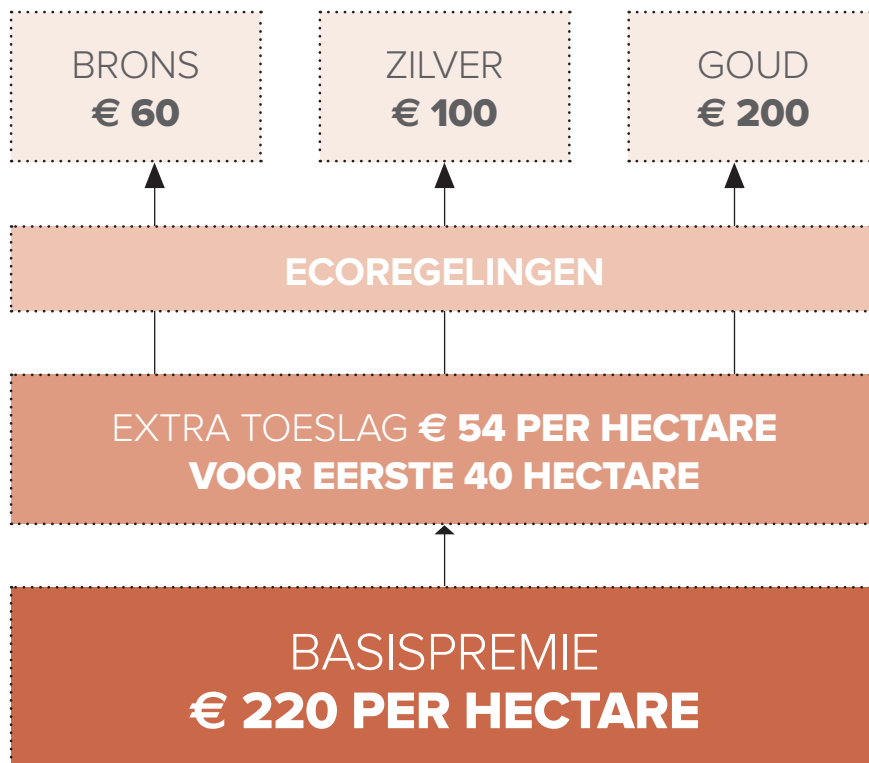 BRONS
€ 60
ZILVER
€ 100
GOUD
€ 200
ECOREGELINGEN
EXTRA TOESLAG € 54 PER HECTARE
VOOR EERSTE 40 HECTARE
BASISPREMIE
€ 220 PER HECTARE